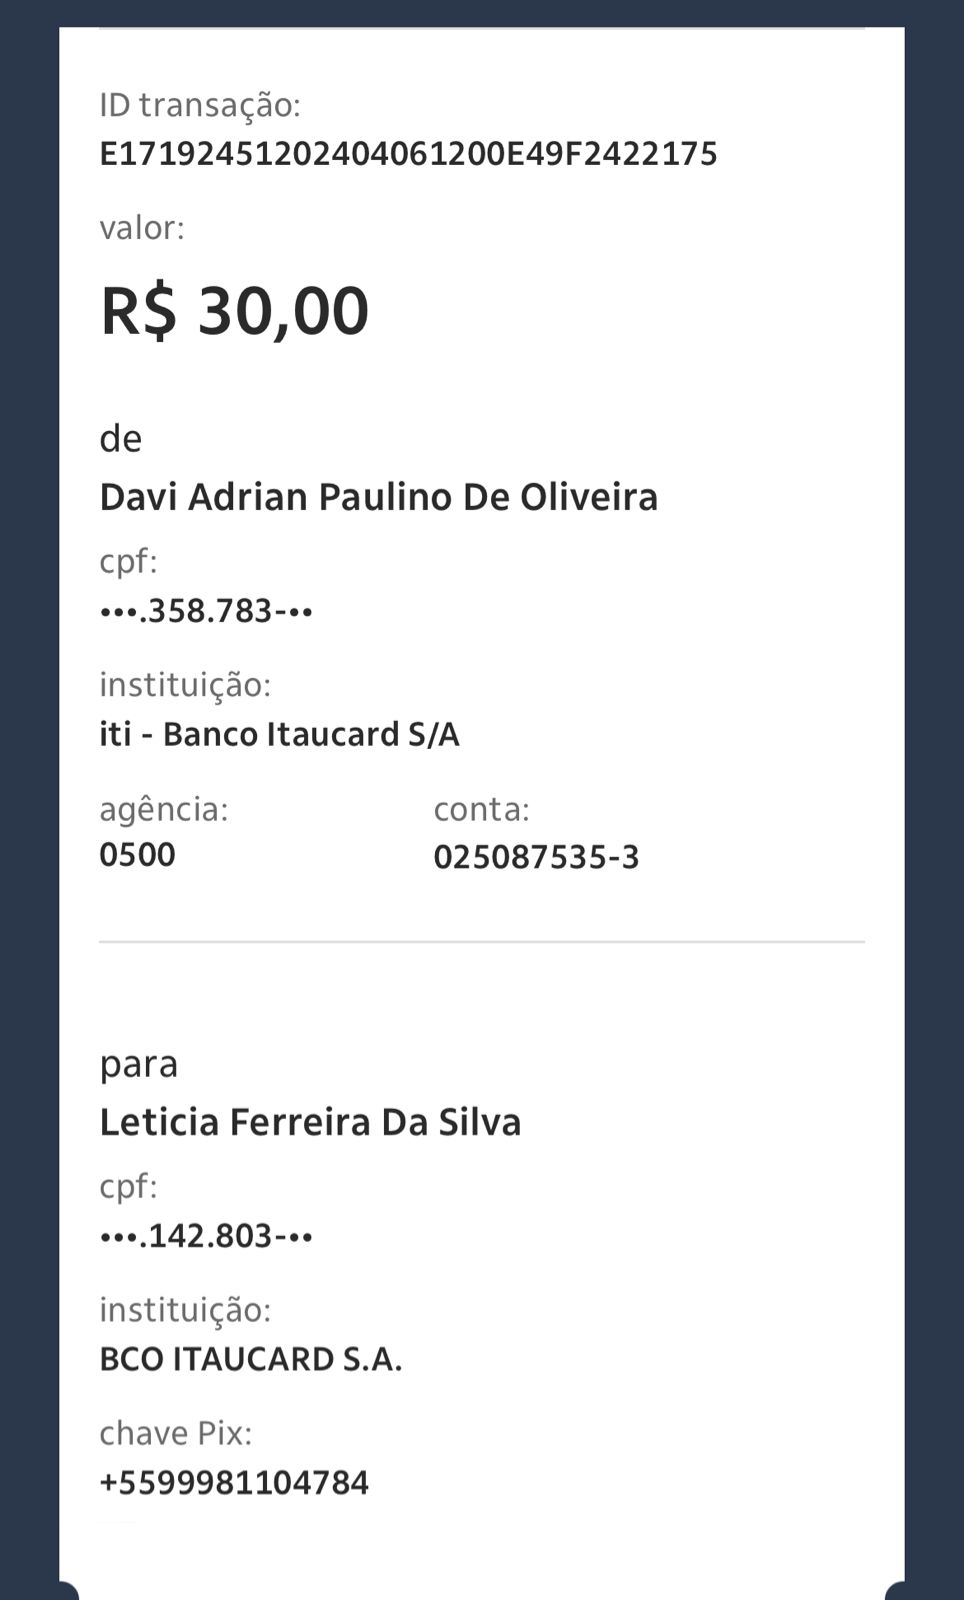 ID transação:
E17192451202404061200E49F2422175
valor:
R$ 30,00
de
Davi Adrian Paulino De Oliveira
cpf:
•••.358.783-••
instituição:
iti - Banco Itaucard S/A
agência: conta:
0500 025087535-3
para
Leticia Ferreira Da Silva
cpf:
•••.142.803-••
instituição:
BCO ITAUCARD S.A.
chave Pix:
+5599981104784